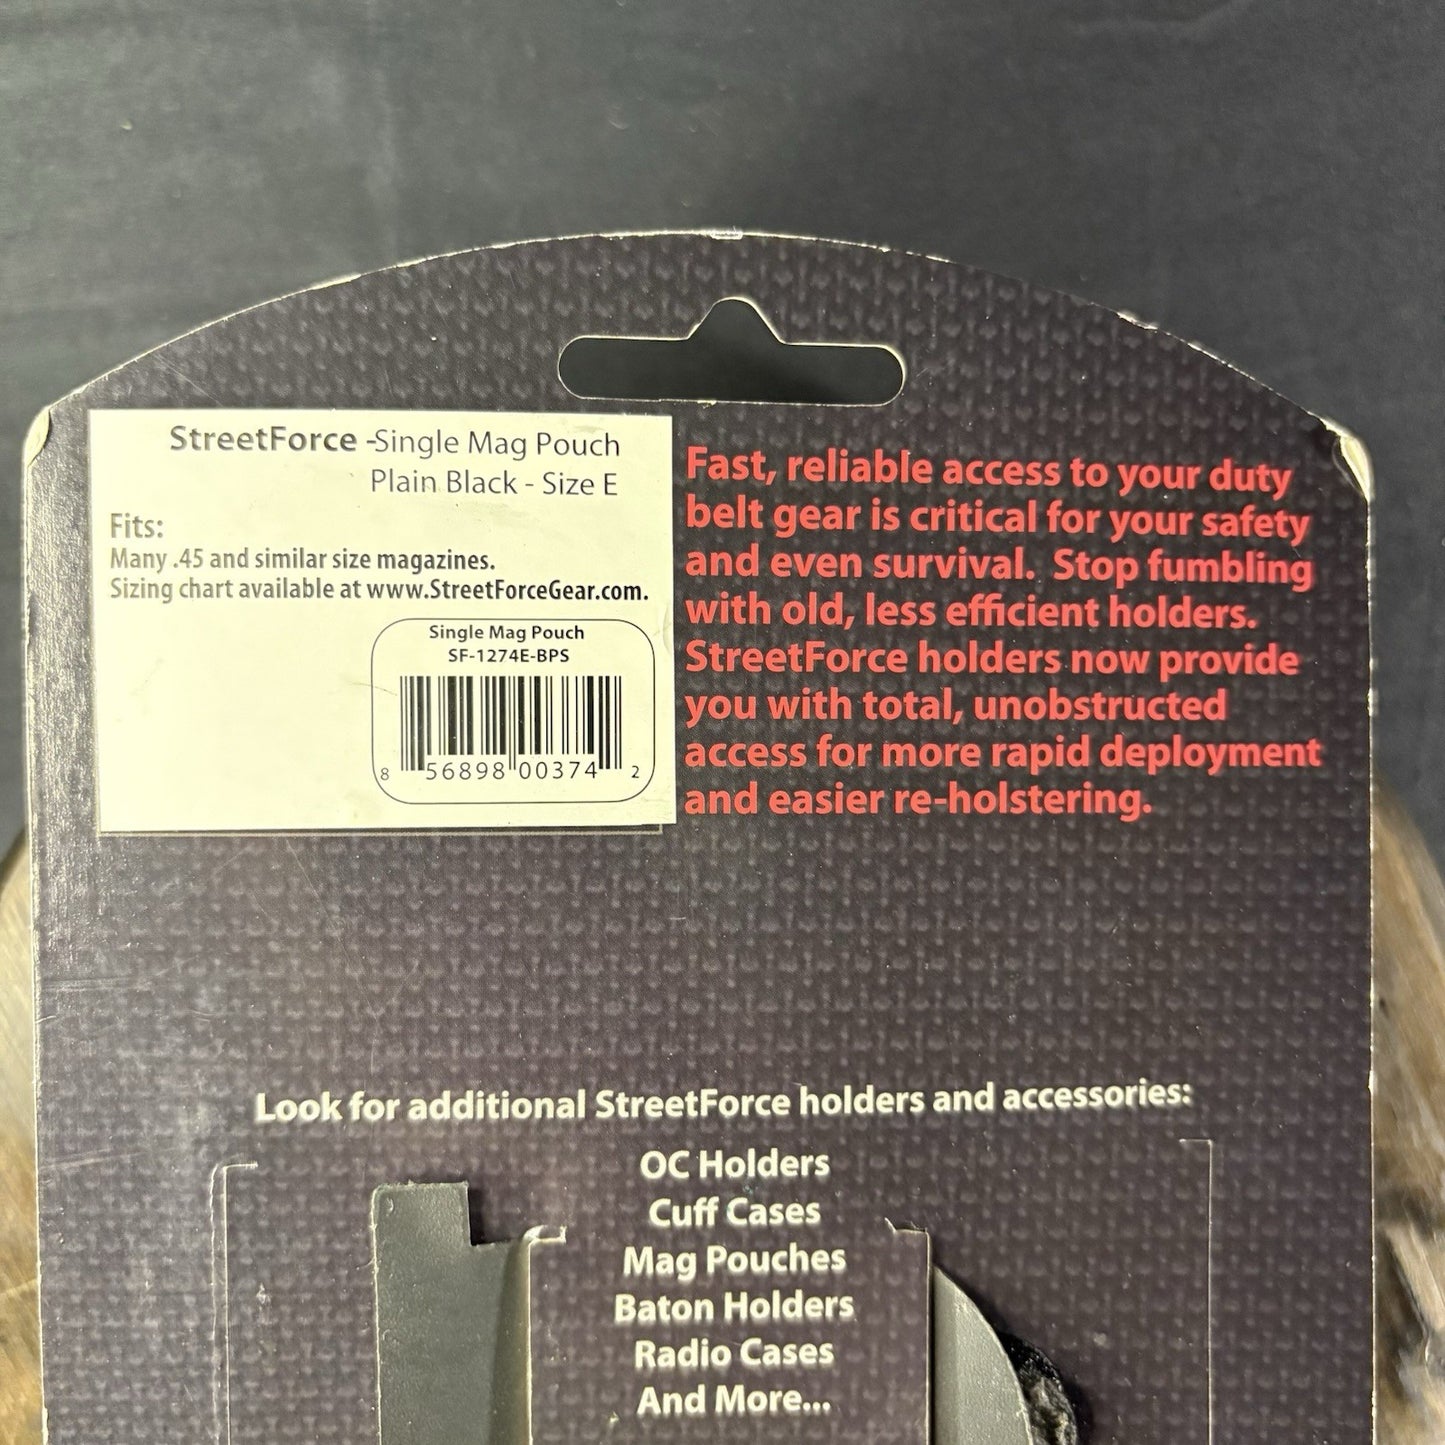 StreetForce -Single Mag Pouch
Plain Black - Size E
Fits:
Many .45 and similar size magazines.
Sizing chart available at www.StreetForceGear.com.
Single Mag Pouch
SF-1274E-BPS
8 56898 00374 2
Fast, reliable access to your duty
belt gear is critical for your safety
and even survival. Stop fumbling
with old, less efficient holders.
StreetForce holders now provide
you with total, unobstructed
access for more rapid deployment
and easier re-holstering.
Look for additional StreetForce holders and accessories:
OC Holders
Cuff Cases
Mag Pouches
Baton Holders
Radio Cases
And More...